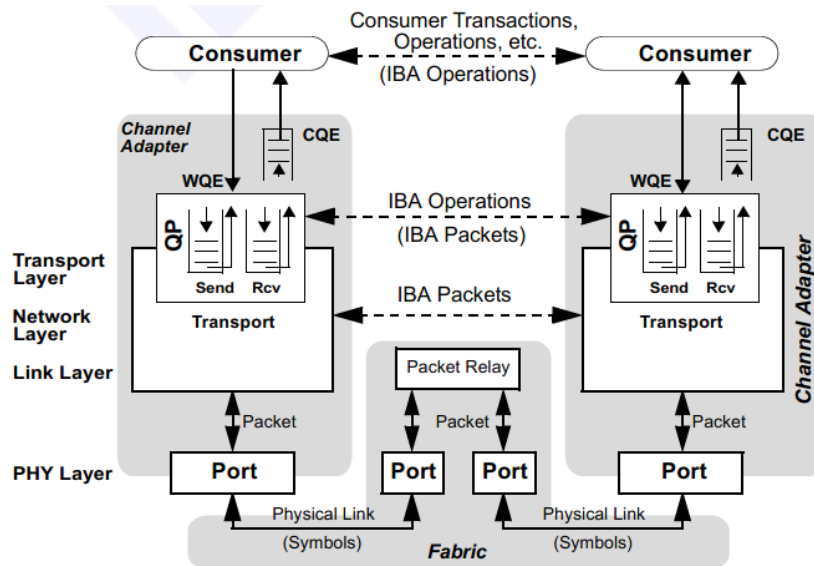 Consumer Transactions,
Operations, etc.
(IBA Operations)
Consumer
Consumer
Channel
Adapter
CQE
WQE
QP
Send
Rcv
Transport
CQE
WQE
QP
Send
Rcv
Transport
Channel Adapter
IBA Operations
(IBA Packets)
IBA Packets
Transport
Layer
Network
Layer
Link Layer
PHY Layer
Packet Relay
Packet
Packet
Packet
Port
Port
Port
Port
Physical Link
(Symbols)
Physical Link
(Symbols)
Fabric